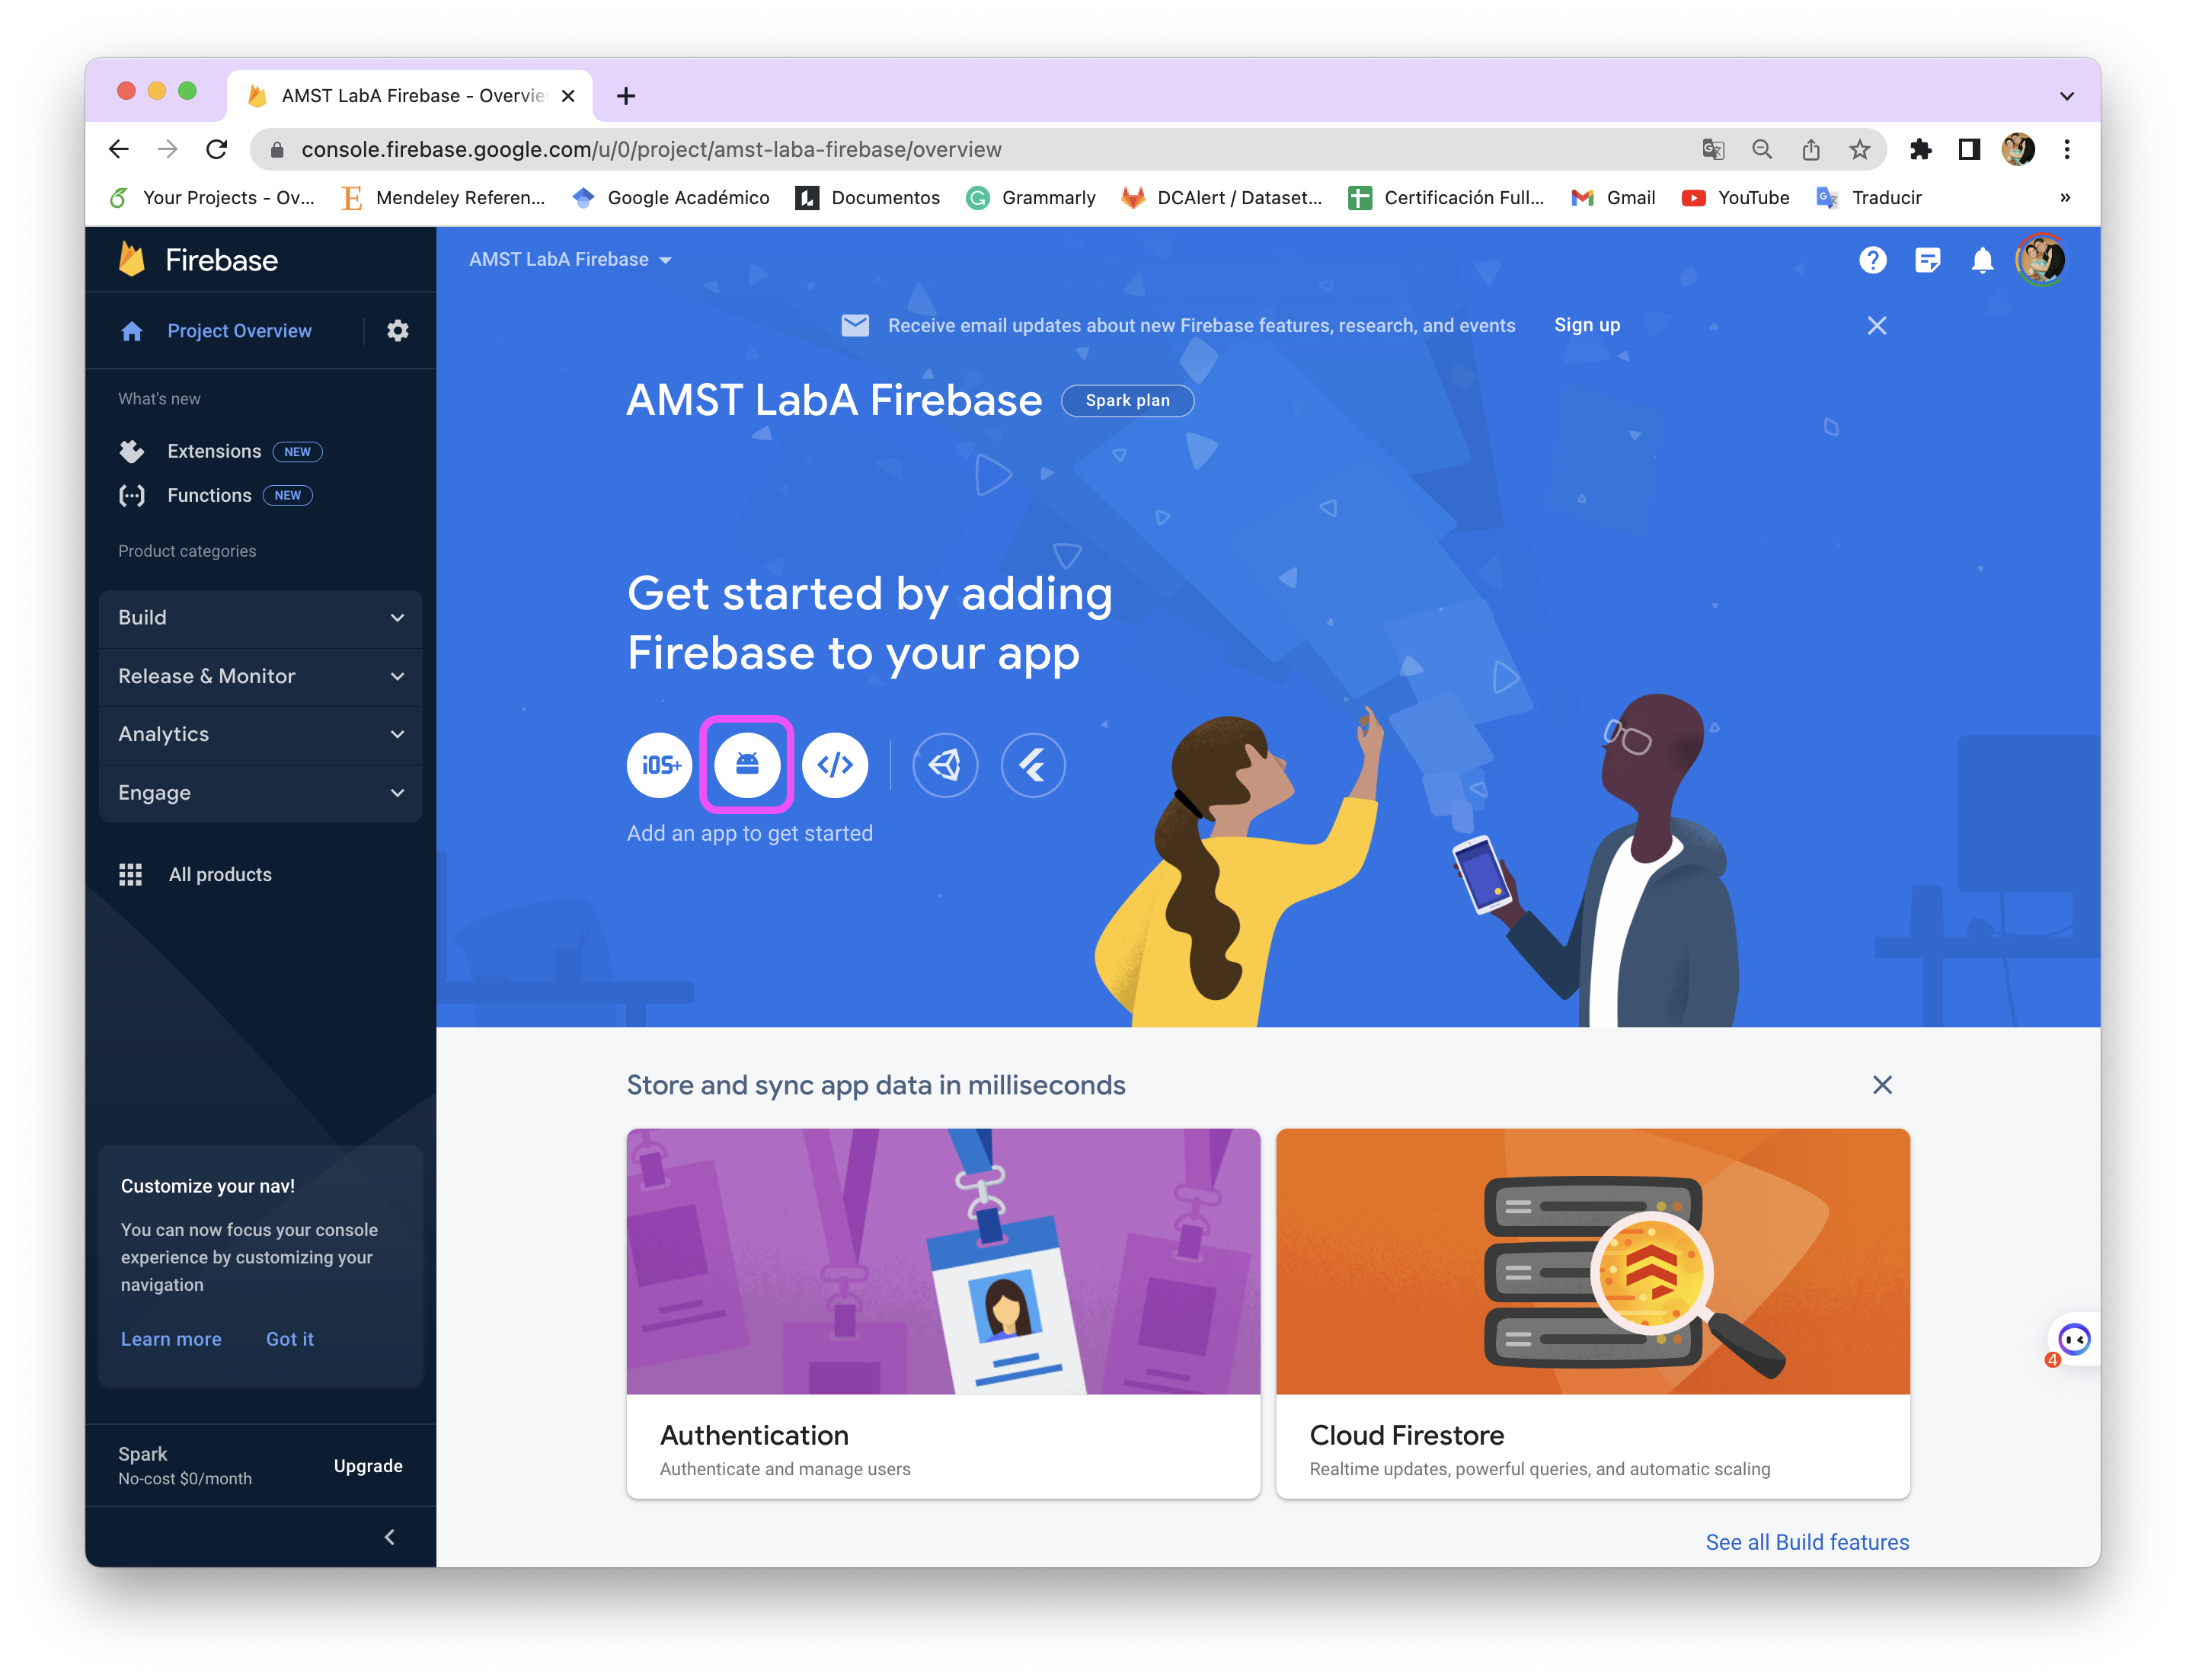 AMST LabA Firebase - Overvie
console.firebase.google.com/u/0/project/amst-laba-firebase/overview
Your Projects - Ov...
Mendeley Referen...
Google Académico
Documentos
Grammarly
DCAlert / Dataset...
Certificación Full...
Gmail
YouTube
Traducir
»
Firebase
AMST LabA Firebase
Project Overview
Receive email updates about new Firebase features, research, and events
Sign up
What's new
AMST LabA Firebase
Spark plan
Extensions NEW
Functions NEW
Product categories
Build
Release & Monitor
Analytics
Engage
All products
Get started by adding
Firebase to your app
iOS+
Add an app to get started
Customize your nav!
You can now focus your console
experience by customizing your
navigation
Learn more
Got it
Spark
No-cost $0/month
Upgrade
Store and sync app data in milliseconds
Authentication
Authenticate and manage users
Cloud Firestore
Realtime updates, powerful queries, and automatic scaling
4
See all Build features